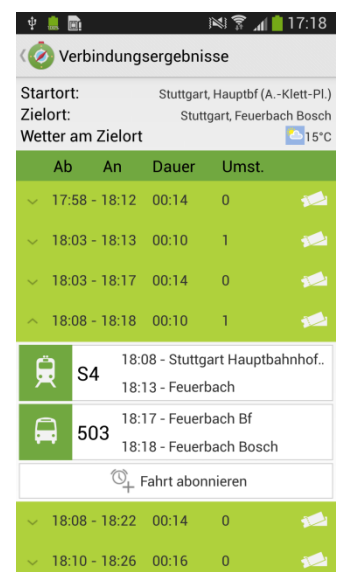 17:18
Verbindungsergebnisse
Startort: Stuttgart, Hauptbf (A.-Klett-Pl.)
Zielort: Stuttgart, Feuerbach Bosch
Wetter am Zielort 15°C
Ab An Dauer Umst.
17:58 - 18:12 00:14 0
18:03 - 18:13 00:10 1
18:03 - 18:17 00:14 0
18:08 - 18:18 00:10 1
S4
18:08 - Stuttgart Hauptbahnhof..
18:13 - Feuerbach
503
18:17 - Feuerbach Bf
18:18 - Feuerbach Bosch
Fahrt abonnieren
18:08 - 18:22 00:14 0
18:10 - 18:26 00:16 0